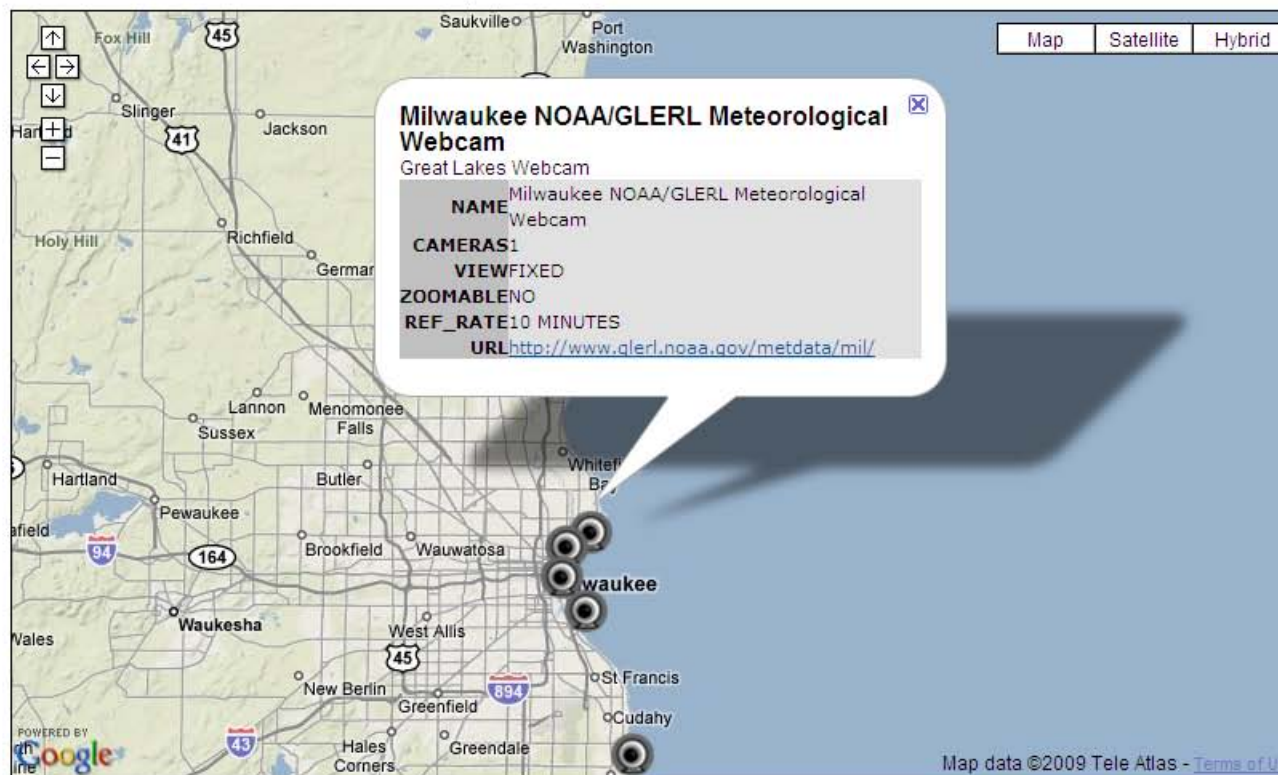 Saukville
Port
Washington
Fox Hill
45
Map
Satellite
Hybrid
Slinger
Jackson
41
Milwaukee NOAA/GLERL Meteorological
Webcam
Great Lakes Webcam
NAME Milwaukee NOAA/GLERL Meteorological
Webcam
CAMERAS 1
VIEW FIXED
ZOOMABLE NO
REF_RATE 10 MINUTES
URL http://www.glerl.noaa.gov/metdata/mil/
Holy Hill
Richfield
Lannon
Menomonee
Falls
Sussex
Hartland
Butler
Pewaukee
94
164
Brookfield
Wauwatosa
Waukesha
West Allis
45
St Francis
New Berlin
894
Greenfield
Cudahy
43
Hales
Corners
Greendale
POWERED BY
Google
Map data ©2009 Tele Atlas - Terms of